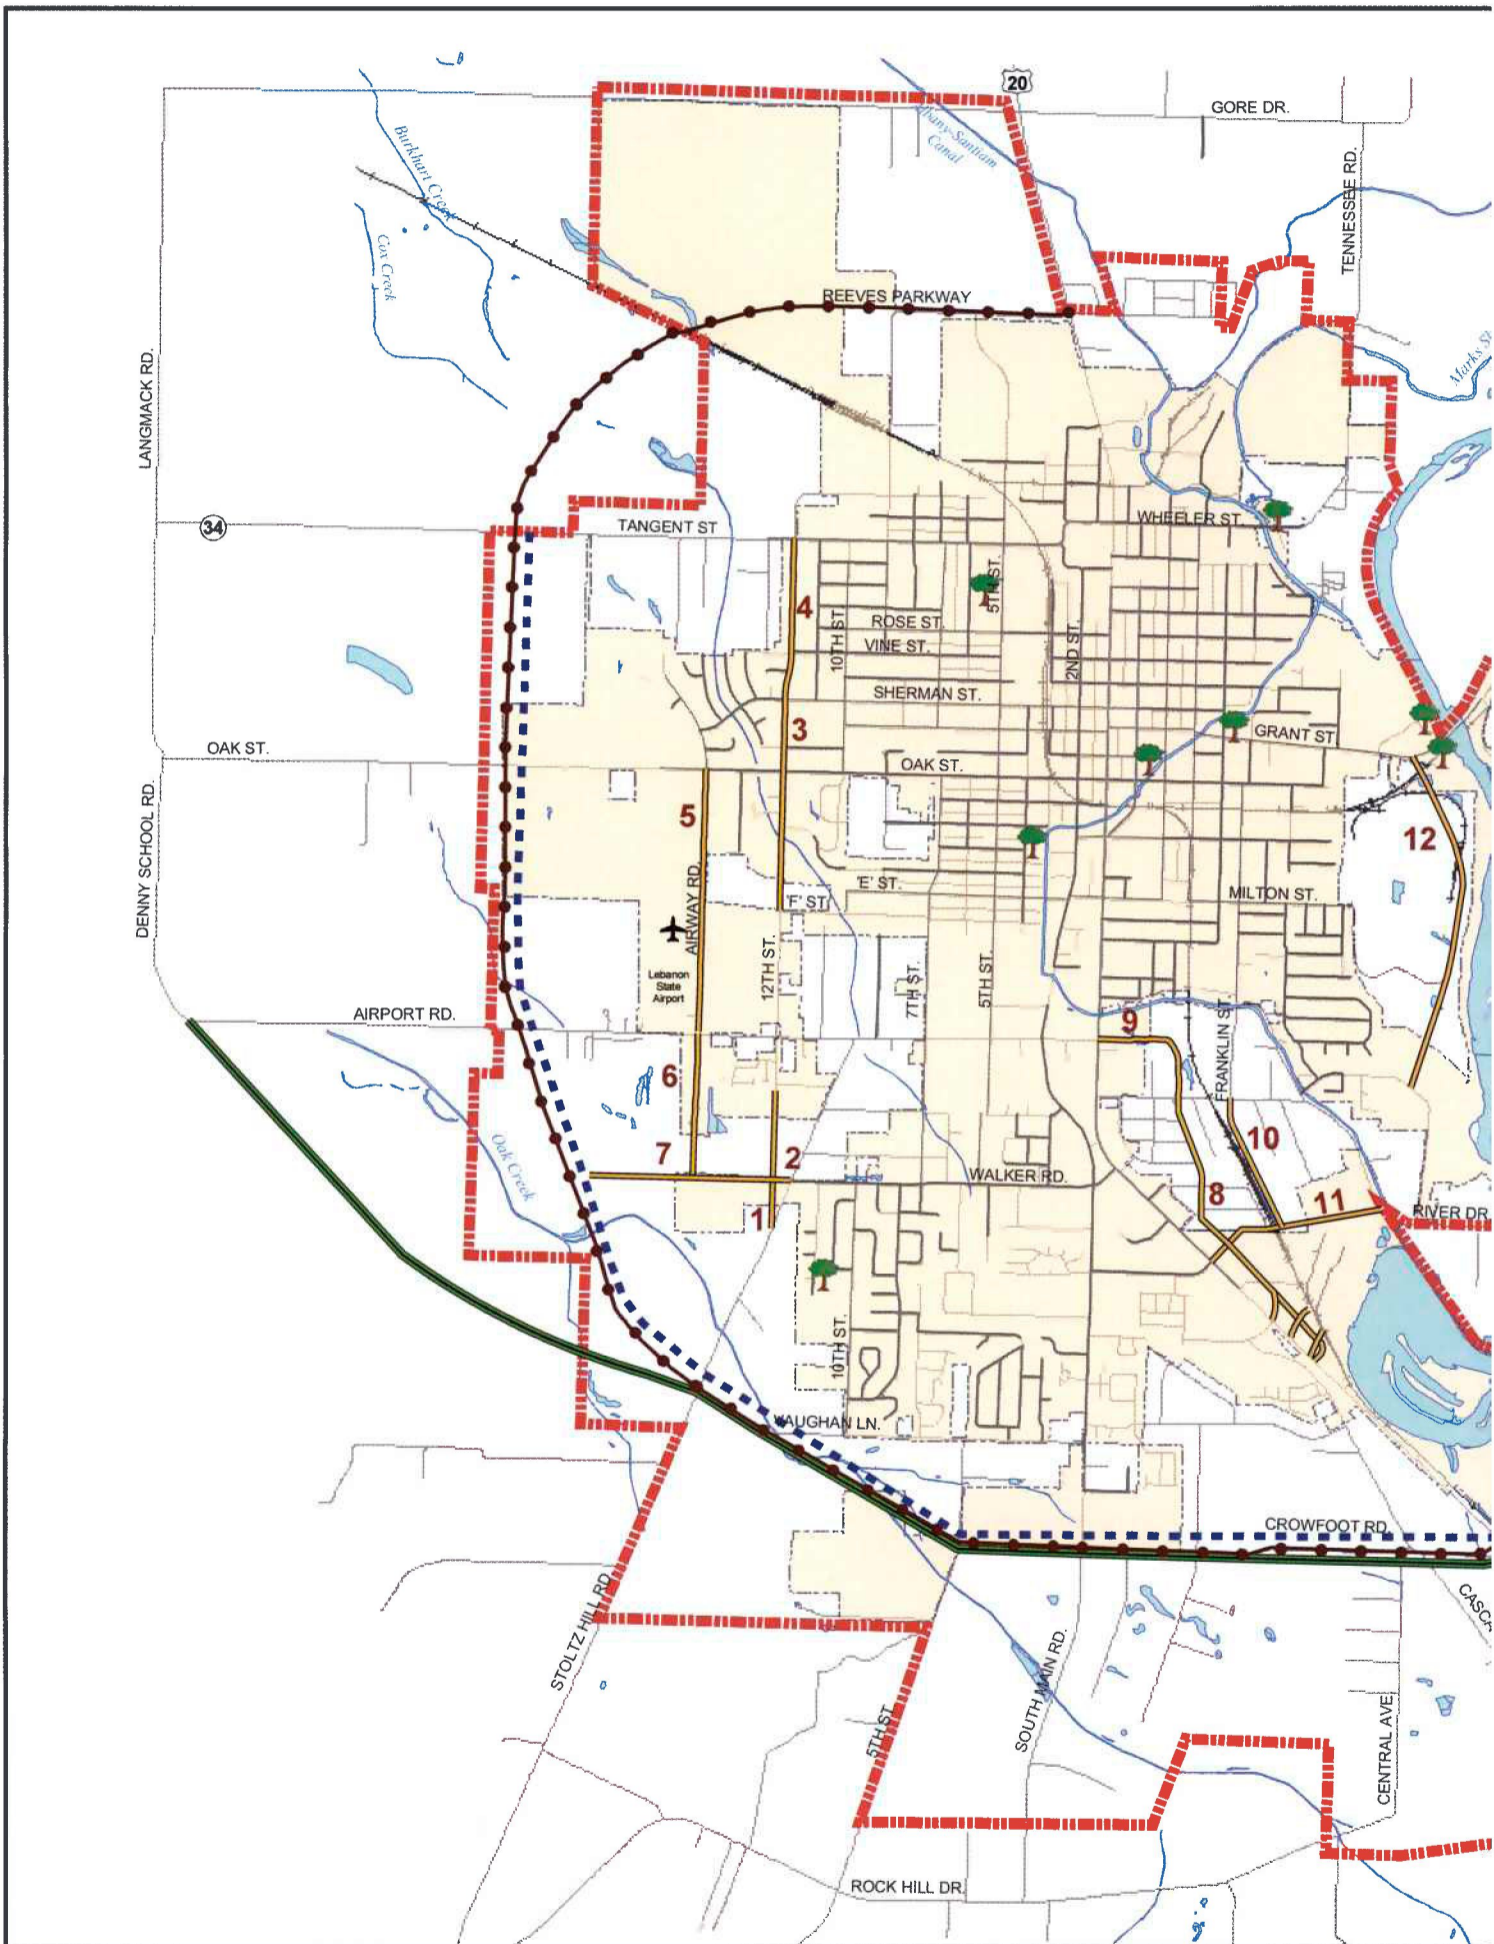 20
GORE DR.
Albany-Santiam
Canal
Burkhart Creek
TENNESSEE RD.
Cox Creek
REEVES PARKWAY
LANGMACK RD.
34
TANGENT ST
WHEELER ST.
5TH ST.
4
10TH ST.
ROSE ST.
VINE ST.
2ND ST.
SHERMAN ST.
3
GRANT ST
OAK ST.
OAK ST.
5
12
DENNY SCHOOL RD.
'E' ST.
'F' ST.
MILTON ST.
AIRWAY RD.
Lebanon
State
Airport
12TH ST.
7TH ST.
5TH ST.
AIRPORT RD.
9
FRANKLIN ST
6
10
Oak Creek
7
2
WALKER RD.
8
11
1
RIVER DR
10TH ST.
VAUGHAN LN.
CROWFOOT RD
STOLTZ HILL RD.
SOUTH MAIN RD.
5TH ST
CENTRAL AVE
ROCK HILL DR.